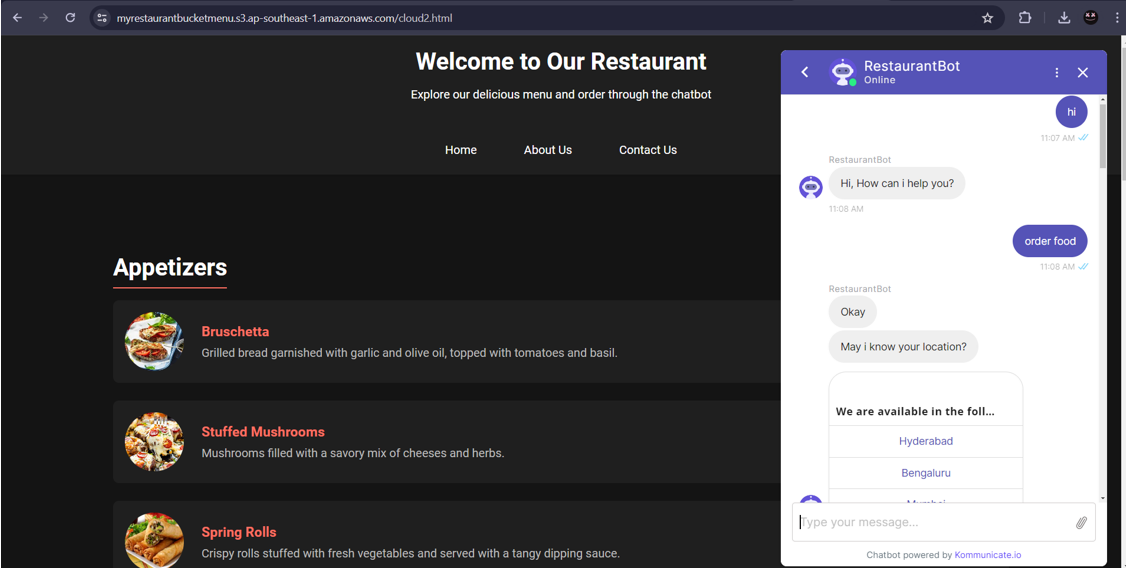 myrestaurantbucketmenu.s3.ap-southeast-1.amazonaws.com/cloud2.html
Welcome to Our Restaurant
Explore our delicious menu and order through the chatbot
Home About Us Contact Us
Appetizers
Bruschetta
Grilled bread garnished with garlic and olive oil, topped with tomatoes and basil.
Stuffed Mushrooms
Mushrooms filled with a savory mix of cheeses and herbs.
Spring Rolls
Crispy rolls stuffed with fresh vegetables and served with a tangy dipping sauce.
RestaurantBot
Online
hi
11:07 AM
RestaurantBot
Hi, How can i help you?
11:08 AM
order food
11:08 AM
RestaurantBot
Okay
May i know your location?
We are available in the foll...
Hyderabad
Bengaluru
Mumbai
Type your message...
Chatbot powered by Kommunicate.io